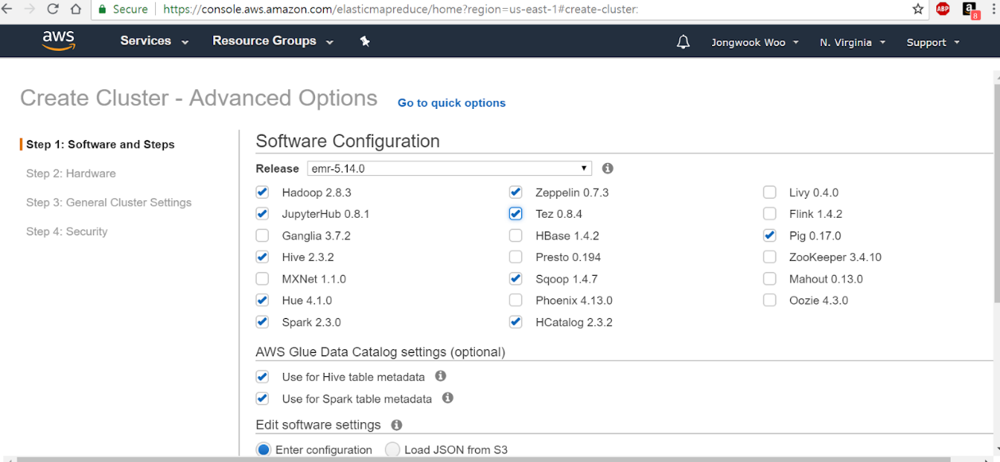 Secure https://console.aws.amazon.com/elasticmapreduce/home?region=us-east-1#create-cluster:
ABP
a
8
aws Services Resource Groups Jongwook Woo N. Virginia Support
Create Cluster - Advanced Options Go to quick options
Step 1: Software and Steps
Step 2: Hardware
Step 3: General Cluster Settings
Step 4: Security
Software Configuration
Release emr-5.14.0
Hadoop 2.8.3 Zeppelin 0.7.3 Livy 0.4.0
JupyterHub 0.8.1 Tez 0.8.4 Flink 1.4.2
Ganglia 3.7.2 HBase 1.4.2 Pig 0.17.0
Hive 2.3.2 Presto 0.194 ZooKeeper 3.4.10
MXNet 1.1.0 Sqoop 1.4.7 Mahout 0.13.0
Hue 4.1.0 Phoenix 4.13.0 Oozie 4.3.0
Spark 2.3.0 HCatalog 2.3.2
AWS Glue Data Catalog settings (optional)
Use for Hive table metadata
Use for Spark table metadata
Edit software settings
Enter configuration Load JSON from S3